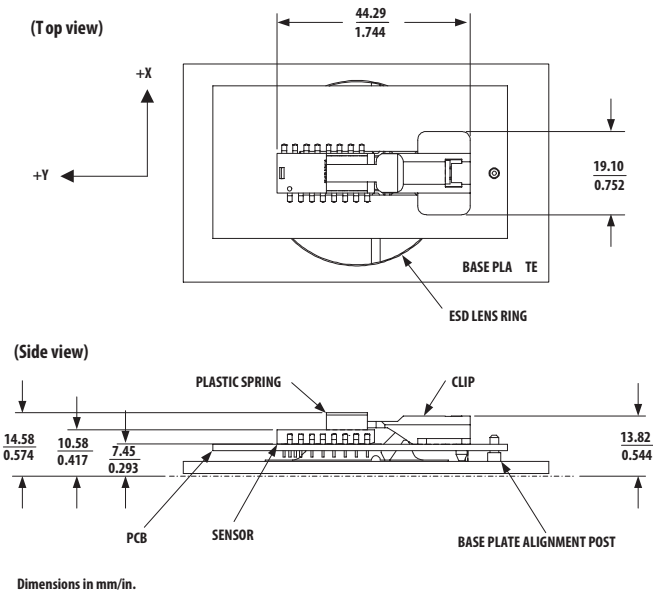 (Top view)
44.29
1.744
+X
+Y
19.10
0.752
BASE PLA TE
ESD LENS RING
(Side view)
PLASTIC SPRING
CLIP
14.58
0.574
10.58
0.417
7.45
0.293
13.82
0.544
PCB
SENSOR
BASE PLATE ALIGNMENT POST
Dimensions in mm/in.